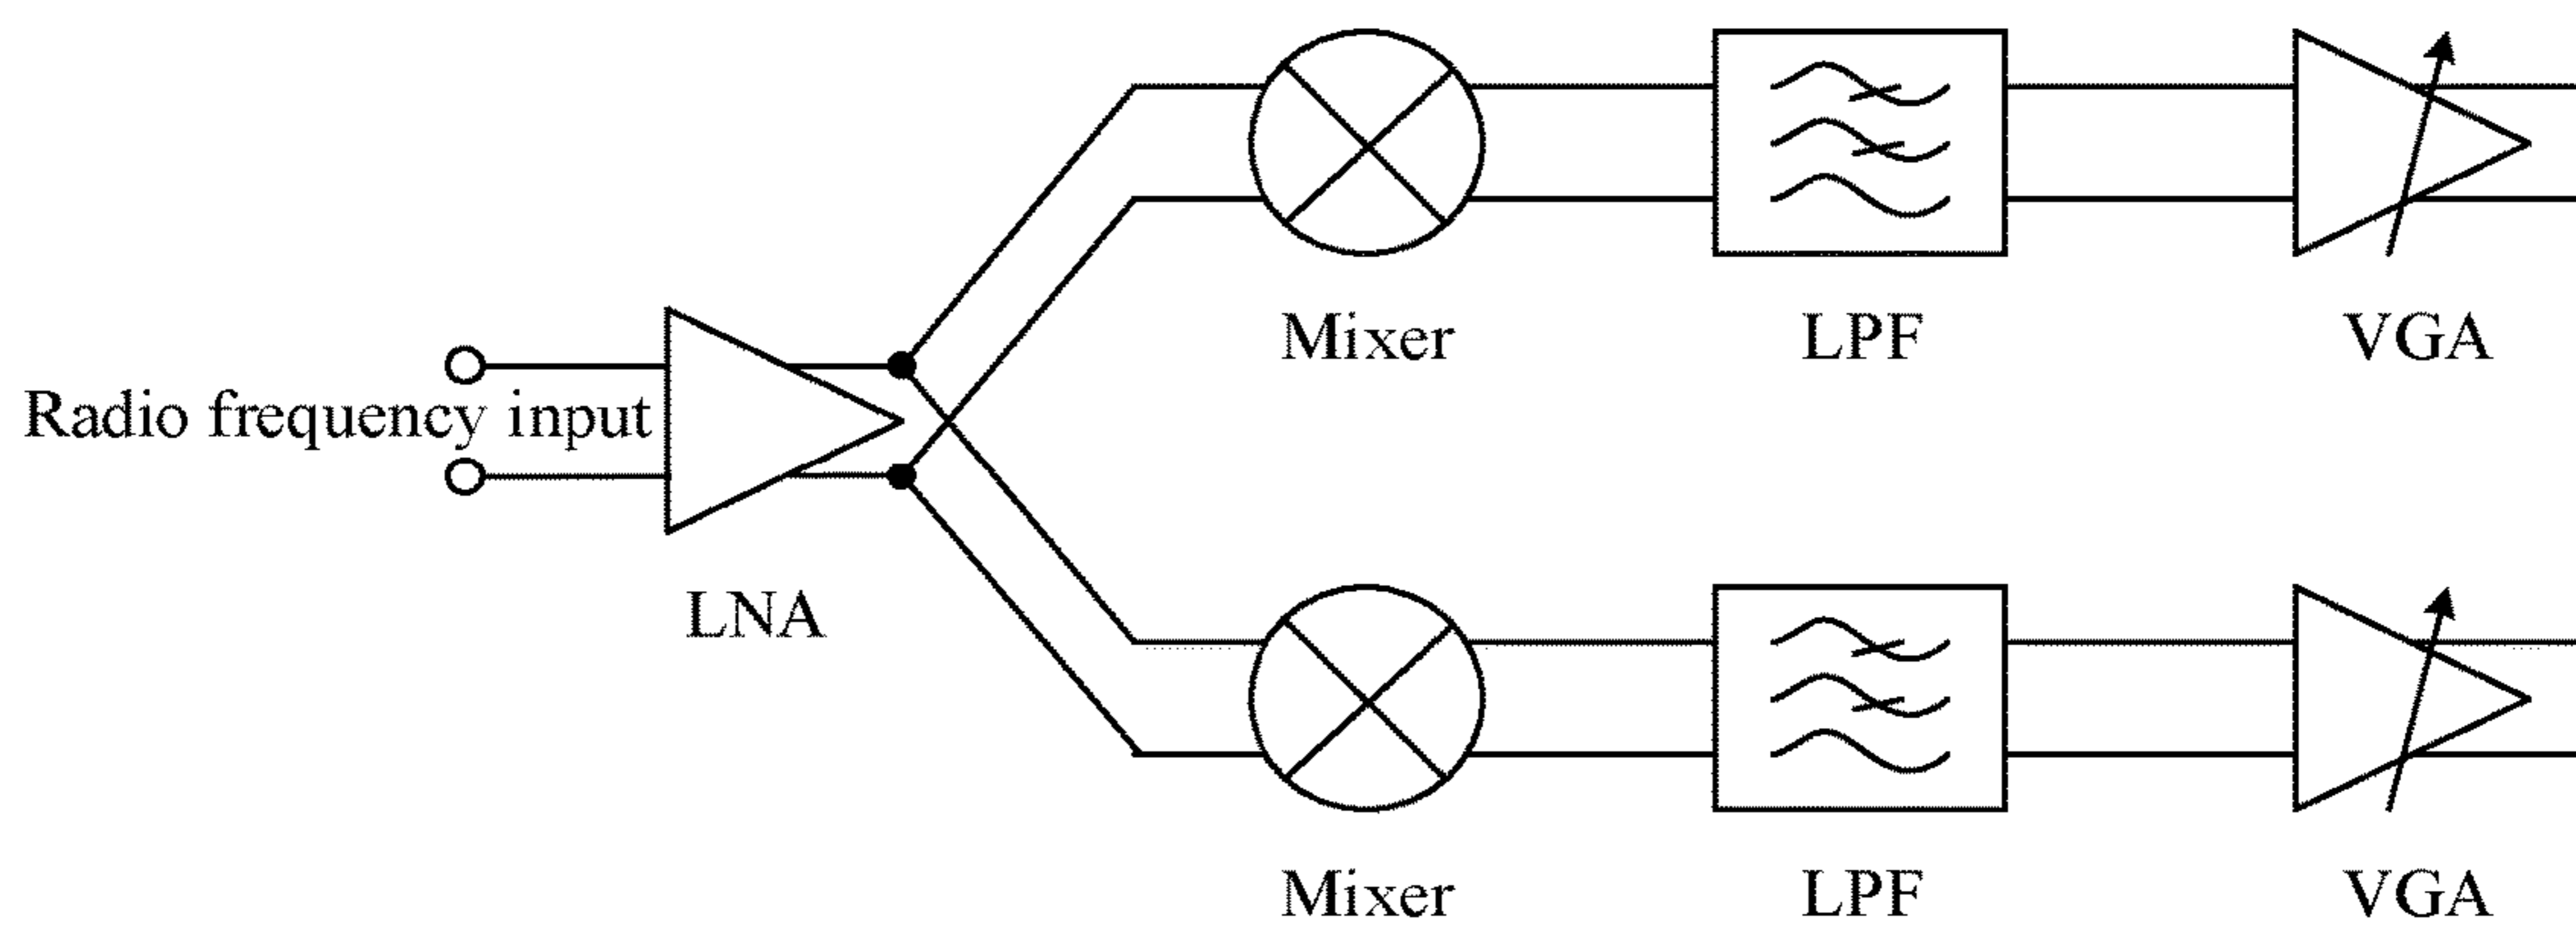 Mixer
LPF
VGA
Radio frequency input
LNA
Mixer
LPF
VGA